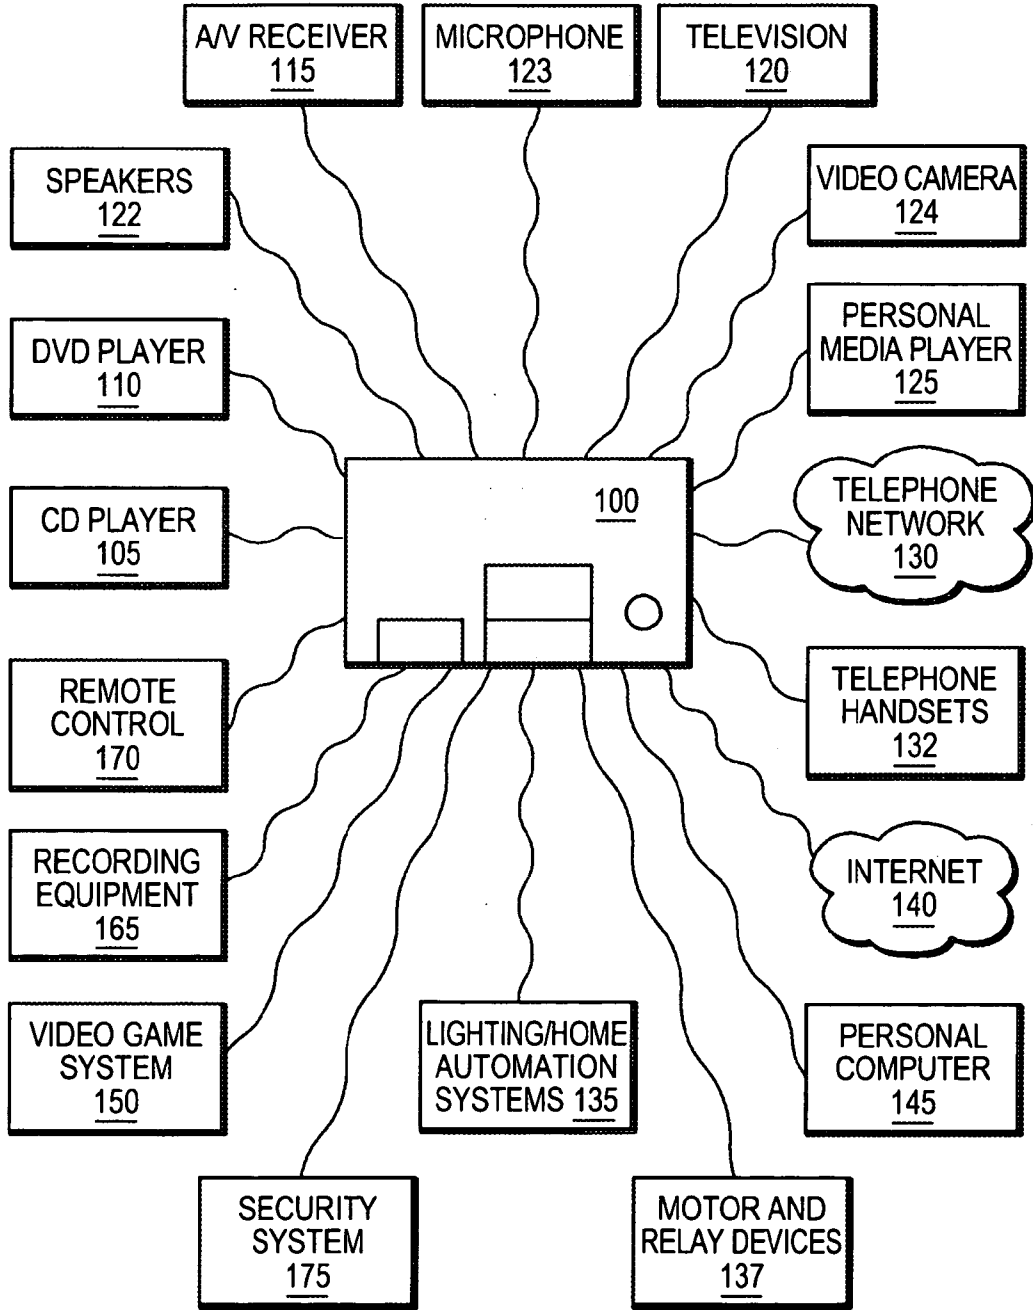 A/V RECEIVER
115
MICROPHONE
123
TELEVISION
120
SPEAKERS
122
VIDEO CAMERA
124
DVD PLAYER
110
PERSONAL
MEDIA PLAYER
125
100
CD PLAYER
105
TELEPHONE
NETWORK
130
REMOTE
CONTROL
170
TELEPHONE
HANDSETS
132
RECORDING
EQUIPMENT
165
INTERNET
140
VIDEO GAME
SYSTEM
150
LIGHTING/HOME
AUTOMATION
SYSTEMS 135
PERSONAL
COMPUTER
145
SECURITY
SYSTEM
175
MOTOR AND
RELAY DEVICES
137